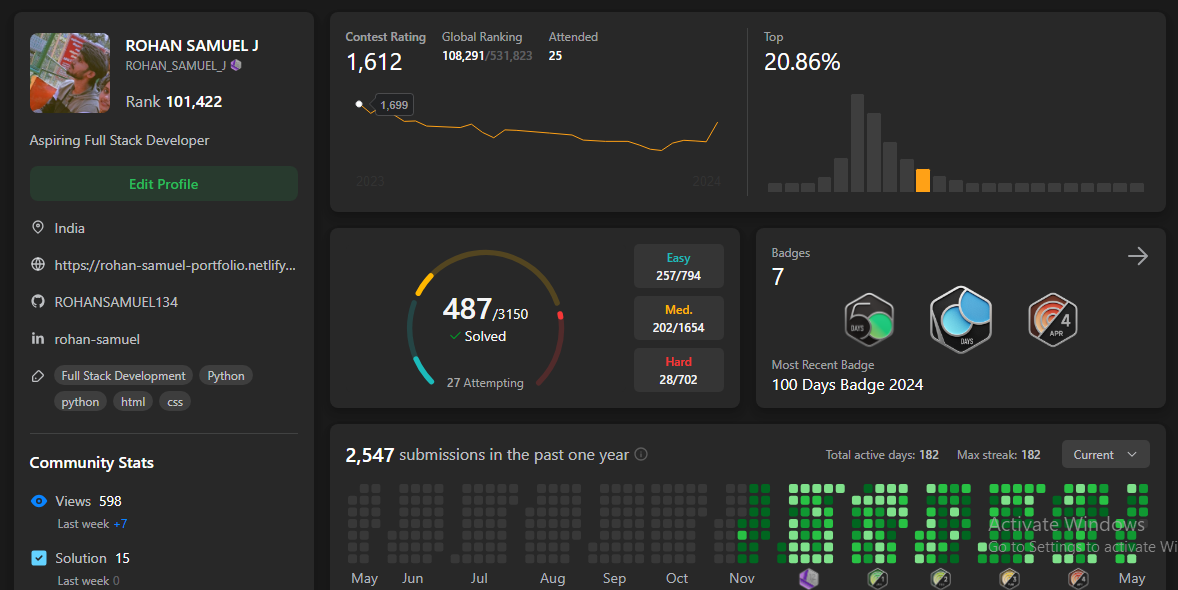 ROHAN SAMUEL J
ROHAN_SAMUEL_J
Rank 101,422
Aspiring Full Stack Developer
Edit Profile
India
https://rohan-samuel-portfolio.netlify...
ROHANSAMUEL134
rohan-samuel
Full Stack Development Python
python html css
Community Stats
Views 598
Last week +7
Solution 15
Last week 0
Contest Rating Global Ranking Attended
1,612 108,291/531,823 25
1,699
2023 2024
Top
20.86%
487/3150
Solved
27 Attempting
Easy
257/794
Med.
202/1654
Hard
28/702
Badges
7
DAYS
DAYS
4
APR
Most Recent Badge
100 Days Badge 2024
2,547 submissions in the past one year
Total active days: 182 Max streak: 182 Current
May Jun Jul Aug Sep Oct Nov May
Activate Windows
Go to Settings to activate Wi